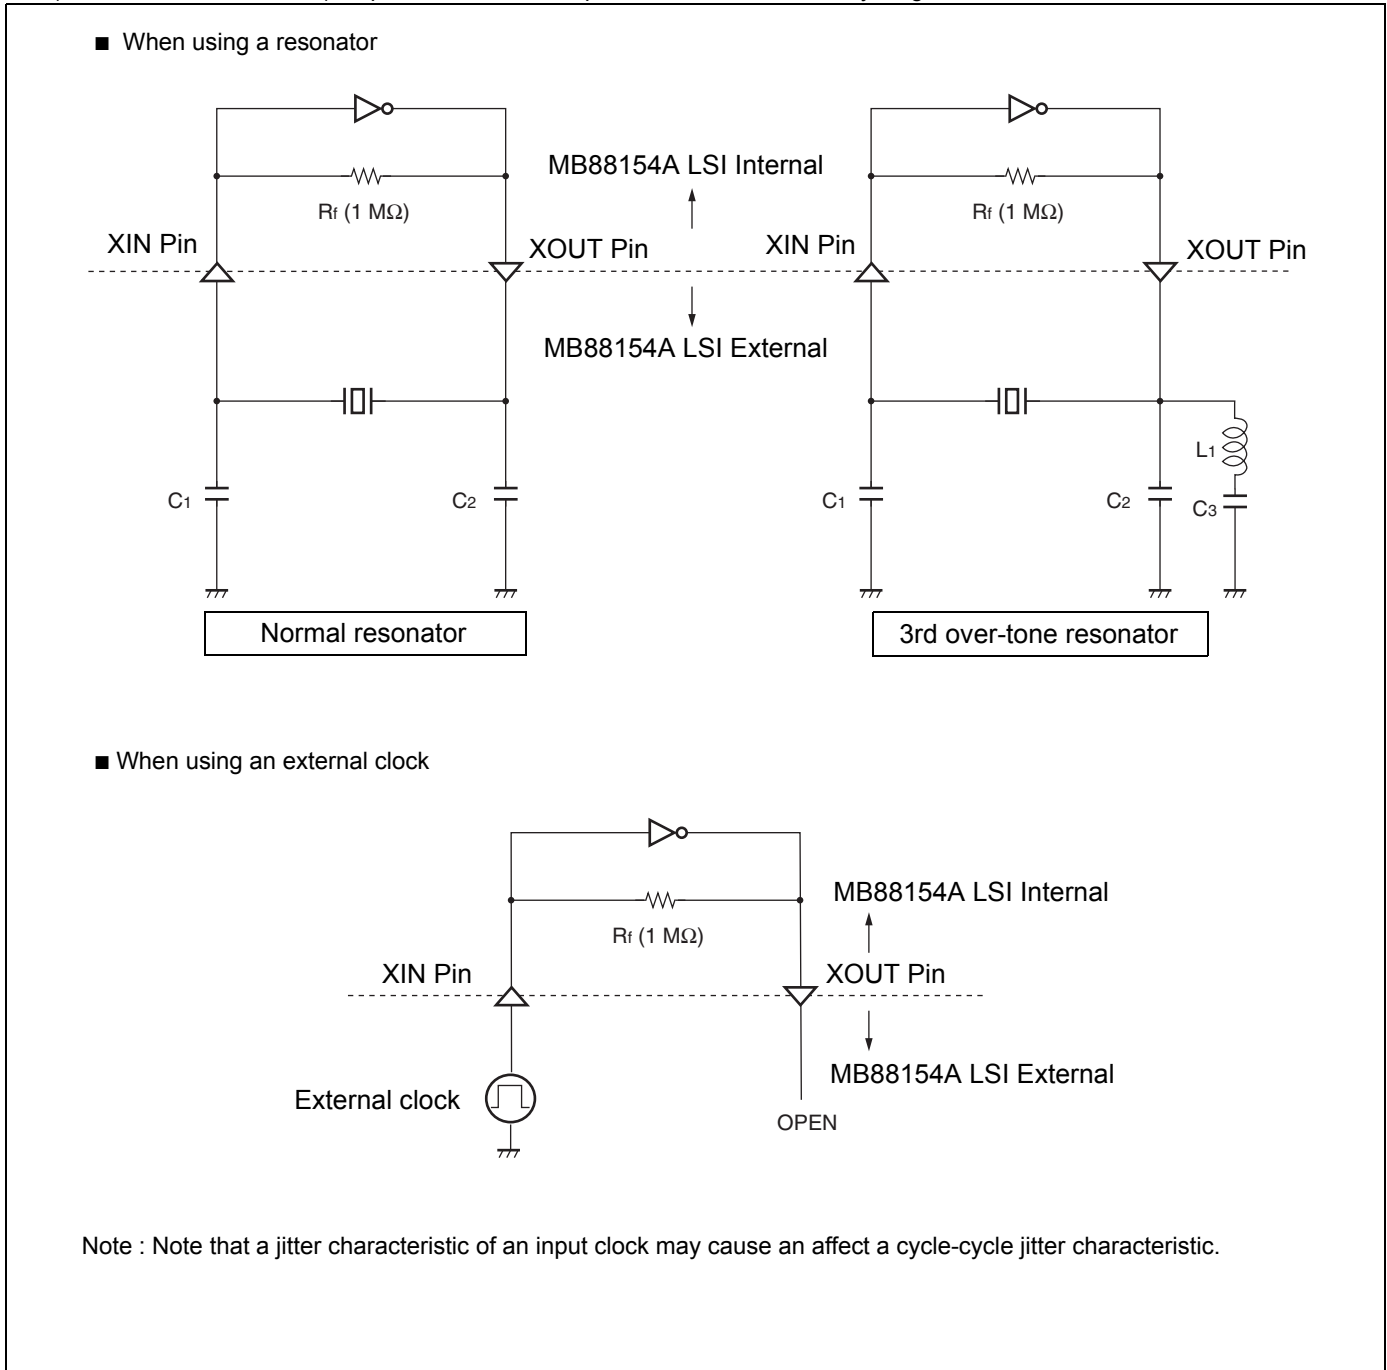 ■ When using a resonator
MB88154A LSI Internal
Rf (1 MΩ)
Rf (1 MΩ)
XIN Pin
XOUT Pin
XIN Pin
XOUT Pin
MB88154A LSI External
L1
C1
C2
C1
C2
C3
Normal resonator
3rd over-tone resonator
■ When using an external clock
MB88154A LSI Internal
Rf (1 MΩ)
XIN Pin
XOUT Pin
MB88154A LSI External
External clock
OPEN
Note : Note that a jitter characteristic of an input clock may cause an affect a cycle-cycle jitter characteristic.